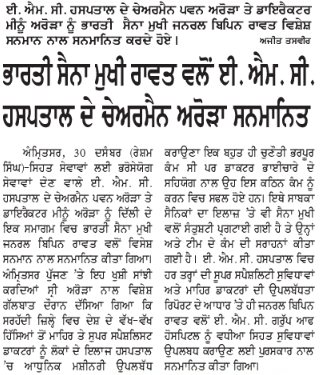 ਈ. ਐਮ. ਸੀ. ਹਸਪਤਾਲ ਦੇ ਚੇਅਰਮੈਨ ਪਵਨ ਅਰੋੜਾ ਤੇ ਡਾਇਰੈਕਟਰ
ਮੀਨੂੰ ਅਰੋੜਾ ਨੂੰ ਭਾਰਤੀ ਸੈਨਾ ਮੁਖੀ ਜਨਰਲ ਬਿਪਿਨ ਰਾਵਤ ਵਿਸ਼ੇਸ਼
ਸਨਮਾਨ ਨਾਲ ਸਨਮਾਨਿਤ ਕਰਦੇ ਹੋਏ। ਅਜੀਤ ਤਸਵੀਰ
ਭਾਰਤੀ ਸੈਨਾ ਮੁਖੀ ਰਾਵਤ ਵਲੋਂ ਈ. ਐਮ. ਸੀ.
ਹਸਪਤਾਲ ਦੇ ਚੇਅਰਮੈਨ ਅਰੋੜਾ ਸਨਮਾਨਿਤ
ਅੰਮ੍ਰਿਤਸਰ, 30 ਦਸੰਬਰ (ਰੇਸ਼ਮ
ਸਿੰਘ)-ਸਿਹਤ ਸੇਵਾਵਾਂ ਲਈ ਭਰੋਸੇਯੋਗ
ਸੇਵਾਵਾਂ ਦੇਣ ਵਾਲੇ ਈ. ਐਮ. ਸੀ.
ਹਸਪਤਾਲ ਦੇ ਚੇਅਰਮੈਨ ਪਵਨ ਅਰੋੜਾ ਤੇ
ਡਾਇਰੈਕਟਰ ਮੀਨੂੰ ਅਰੋੜਾ ਨੂੰ ਦਿੱਲੀ ਦੇ
ਇਕ ਸਮਾਗਮ ਵਿਚ ਭਾਰਤੀ ਸੈਨਾ ਮੁਖੀ
ਜਨਰਲ ਬਿਪਿਨ ਰਾਵਤ ਵਲੋਂ ਵਿਸ਼ੇਸ਼
ਸਨਮਾਨ ਨਾਲ ਸਨਮਾਨਿਤ ਕੀਤਾ ਗਿਆ।
ਅੰਮ੍ਰਿਤਸਰ ਪੁੱਜਣ 'ਤੇ ਇਹ ਖੁਸ਼ੀ ਸਾਂਝੀ
ਕਰਦਿਆਂ ਸ੍ਰੀ ਅਰੋੜਾ ਨਾਲ ਵਿਸ਼ੇਸ਼
ਗੱਲਬਾਤ ਦੌਰਾਨ ਦੱਸਿਆ ਗਿਆ ਕਿ
ਸਰਹੱਦੀ ਜ਼ਿਲ੍ਹੇ ਵਿਚ ਦੇਸ਼ ਦੇ ਵੱਖ-ਵੱਖ
ਹਿੱਸਿਆਂ ਤੋਂ ਮਾਹਿਰ ਤੇ ਸੁਪਰ ਸਪੈਸ਼ਲਿਸਟ
ਡਾਕਟਰਾਂ ਨੂੰ ਲੋਕਾਂ ਦੇ ਇਲਾਜ ਹਸਪਤਾਲ
'ਚ ਆਧੁਨਿਕ ਮਸ਼ੀਨਰੀ ਉਪਲਬਧ
ਕਰਾਉਣਾ ਇਕ ਬਹੁਤ ਹੀ ਚੁਣੌਤੀ ਭਰਪੂਰ
ਕੰਮ ਸੀ ਪਰ ਡਾਕਟਰ ਭਾਈਚਾਰੇ ਦੇ
ਸਹਿਯੋਗ ਨਾਲ ਉਹ ਇਸ ਕਠਿਨ ਕੰਮ ਨੂੰ
ਕਰਨ ਵਿਚ ਸਫਲ ਹੋਏ ਹਨ। ਇਥੇ ਸਾਬਕਾ
ਸੈਨਿਕਾਂ ਦਾ ਇਲਾਜ 'ਤੇ ਵੀ ਸੈਨਾ ਮੁਖੀ
ਵਲੋਂ ਸੰਤੁਸ਼ਟੀ ਪ੍ਰਗਟਾਈ ਗਈ ਹੈ ਤੇ ਉਨ੍ਹਾਂ
ਅਤੇ ਟੀਮ ਦੇ ਕੰਮ ਦੀ ਸਰਾਹਨਾ ਕੀਤੀ
ਗਈ ਹੈ। ਈ. ਐਮ. ਸੀ. ਹਸਪਤਾਲ ਵਿਚ
ਹਰ ਤਰ੍ਹਾਂ ਦੀ ਸੁਪਰ ਸਪੈਸ਼ਲਿਟੀ ਸੁਵਿਧਾਵਾਂ
ਅਤੇ ਮਾਹਿਰ ਡਾਕਟਰਾਂ ਦੀ ਉਪਲਬੱਧਤਾ
ਰਿਪੋਰਟ ਦੇ ਆਧਾਰ 'ਤੇ ਹੀ ਜਨਰਲ ਬਿਪਿਨ
ਰਾਵਤ ਵਲੋਂ ਈ. ਐਮ. ਸੀ. ਗਰੁੱਪ ਆਫ
ਹੌਸਪਿਟਲ ਨੂੰ ਵਧੀਆ ਸਿਹਤ ਸੁਵਿਧਾਵਾਂ
ਉਪਲਬਧ ਕਰਾਉਣ ਲਈ ਪੁਰਸਕਾਰ ਨਾਲ
ਸਨਮਾਨਿਤ ਕੀਤਾ ਗਿਆ।